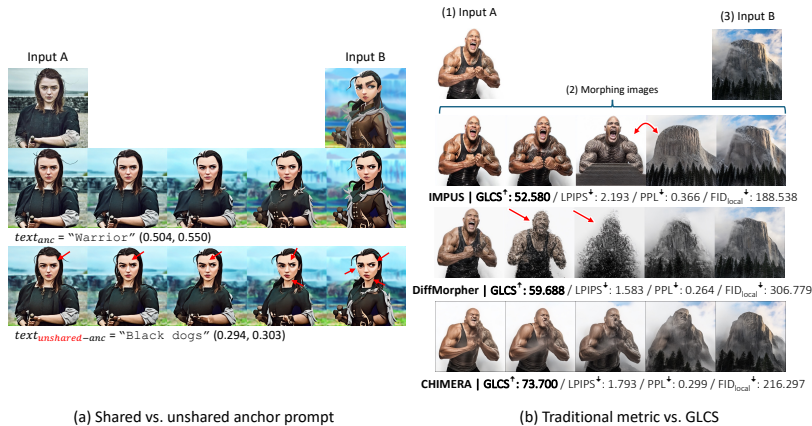 Input A
Input B
text_anc = "Warrior" (0.504, 0.550)
text_unshared-anc = "Black dogs" (0.294, 0.303)
(a) Shared vs. unshared anchor prompt
(1) Input A
(3) Input B
(2) Morphing images
IMPUS | GLCS↑: 52.580 / LPIPS↓: 2.193 / PPL↓: 0.366 / FID_local↓: 188.538
DiffMorpher | GLCS↑: 59.688 / LPIPS↓: 1.583 / PPL↓: 0.264 / FID_local↓: 306.779
CHIMERA | GLCS↑: 73.700 / LPIPS↓: 1.793 / PPL↓: 0.299 / FID_local↓: 216.297
(b) Traditional metric vs. GLCS